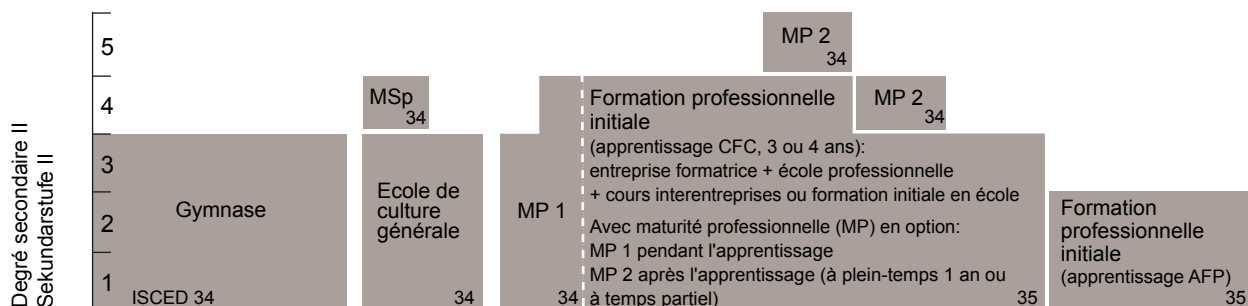 Degré secondaire II
Sekundarstufe II
5
4
3
2
1
Gymnase
ISCED 34
MSp
34
Ecole de
culture
générale
34
MP 1
34
MP 2
34
MP 2
34
Formation professionnelle
initiale
(apprentissage CFC, 3 ou 4 ans):
entreprise formatrice + école professionnelle
+ cours interentreprises ou formation initiale en école
Avec maturité professionnelle (MP) en option:
MP 1 pendant l'apprentissage
MP 2 après l'apprentissage (à plein-temps 1 an ou
à temps partiel)
35
Formation
professionnelle
initiale
(apprentissage AFP)
35